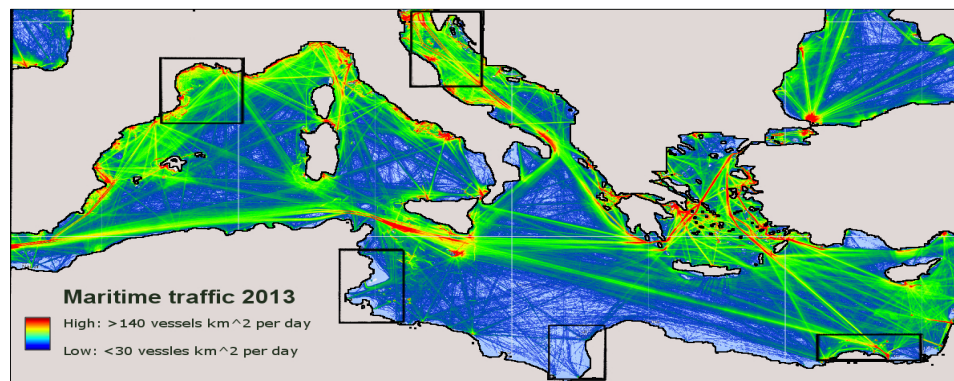 Maritime traffic 2013
High: >140 vessels km^2 per day
Low: <30 vessles km^2 per day